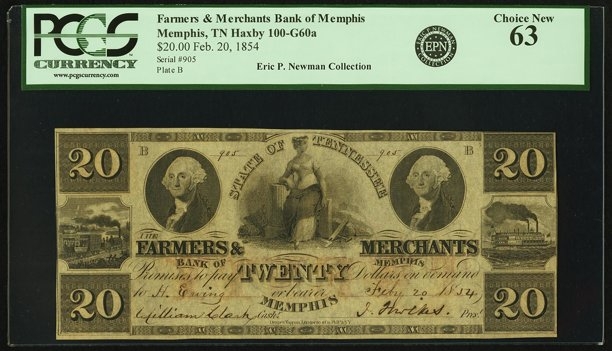 PCGS
CURRENCY
www.pcgscurrency.com
Farmers & Merchants Bank of Memphis
Memphis, TN Haxby 100-G60a
$20.00 Feb. 20, 1854
Serial #905
Plate B
Eric P. Newman Collection
EPN
Choice New
63
20 B 905 STATE OF TENNESSEE 905 B 20
FARMERS & MERCHANTS
BANK OF MEMPHIS
Promises to pay TWENTY Dollars on demand
to H. Ewing or bearer Feby 20 1854
MEMPHIS
20 William Clark Cashr. Prest. 20